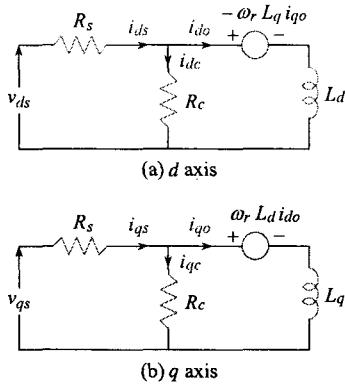 R_s i_ds i_do − ω_r L_q i_qo
+ −
i_dc
v_ds R_c L_d
(a) d axis
R_s i_qs i_qo ω_r L_d i_do
+ −
i_qc
v_qs R_c L_q
(b) q axis